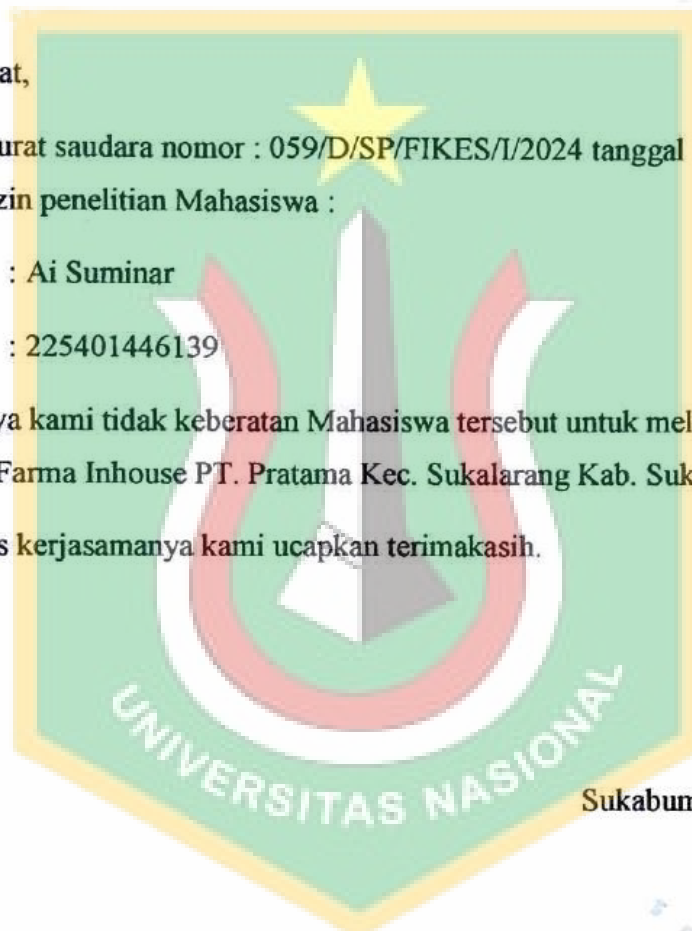 at,
urat saudara nomor : 059/D/SP/FIKES/I/2024 tanggal
zin penelitian Mahasiswa :
: Ai Suminar
: 225401446139
ya kami tidak keberatan Mahasiswa tersebut untuk mel
Farma Inhouse PT. Pratama Kec. Sukalarang Kab. Suk
s kerjasamanya kami ucapkan terimakasih.
UNIVERSITAS NASIONAL
Sukabum